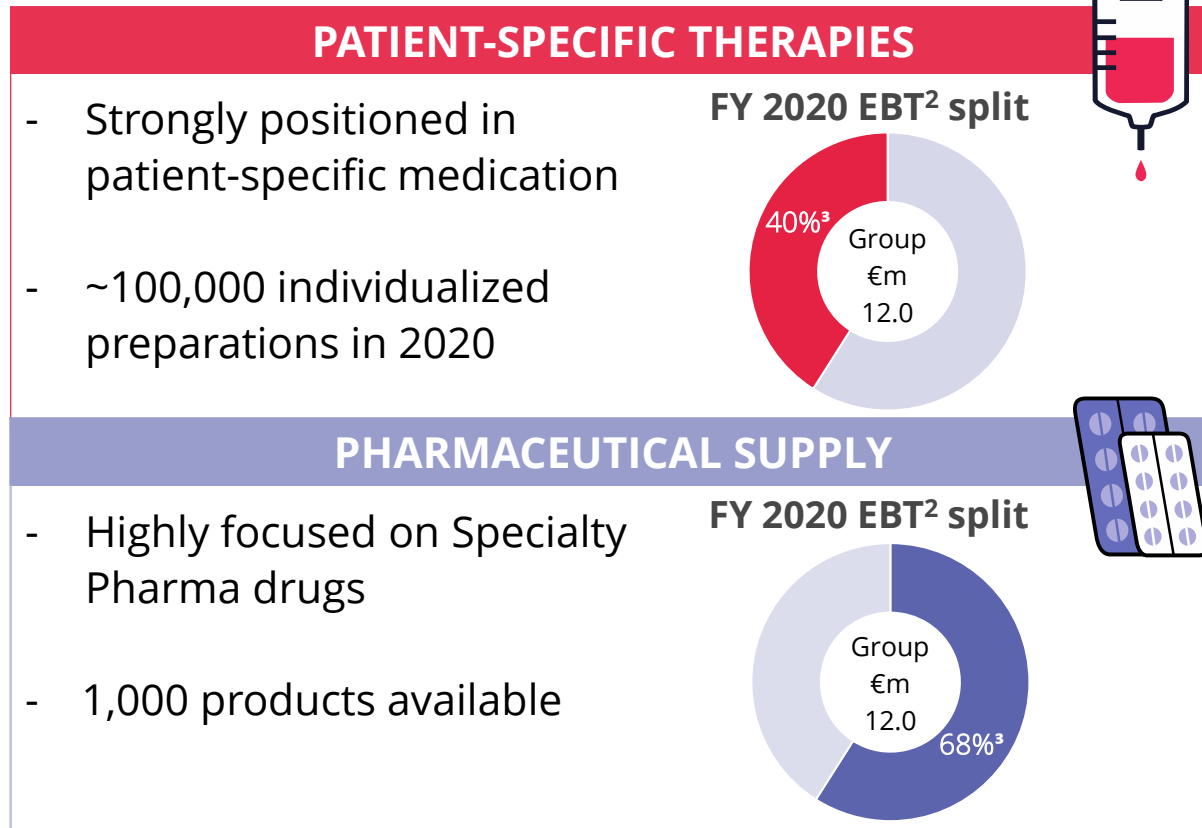 PATIENT-SPECIFIC THERAPIES
- Strongly positioned in
patient-specific medication
- ~100,000 individualized
preparations in 2020
FY 2020 EBT² split
40%³
Group
€m
12.0
PHARMACEUTICAL SUPPLY
- Highly focused on Specialty
Pharma drugs
- 1,000 products available
FY 2020 EBT² split
Group
€m
12.0
68%³